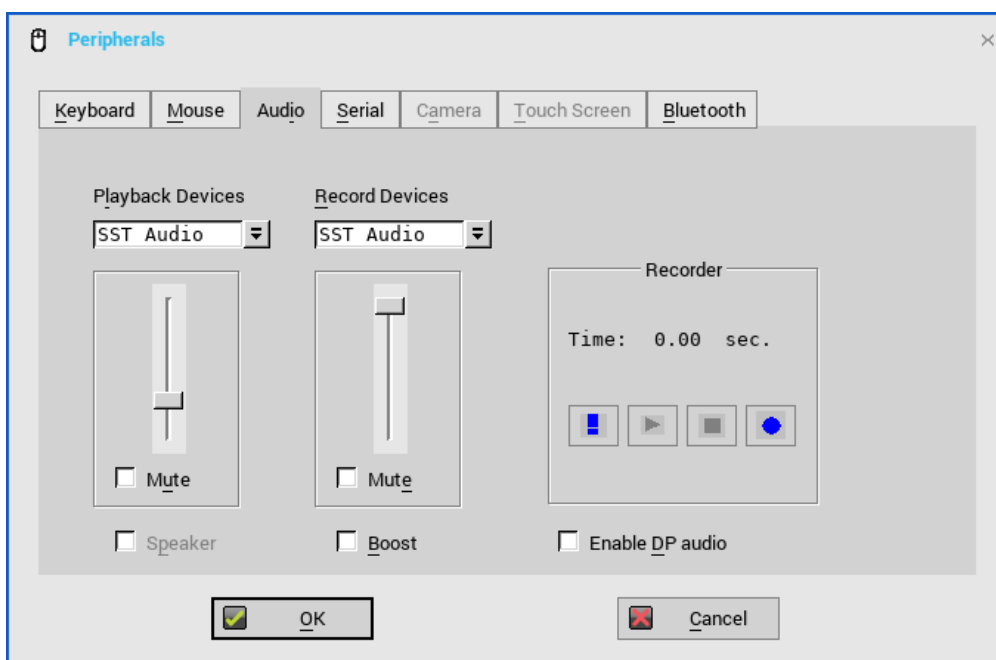 Peripherals
Keyboard Mouse Audio Serial Camera Touch Screen Bluetooth
Playback Devices Record Devices
SST Audio SST Audio
Recorder
Time: 0.00 sec.
Mute Mute
Speaker Boost Enable DP audio
OK Cancel